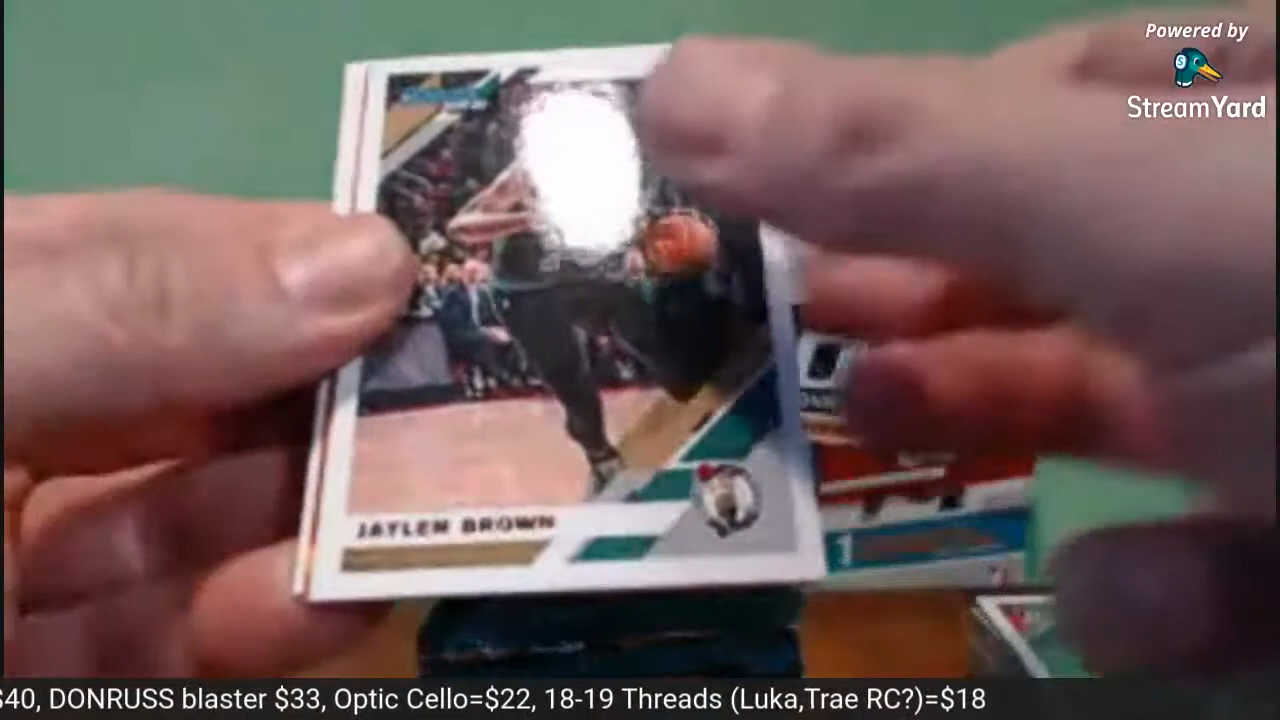 Powered by
StreamYard
JAYLEN BROWN
$40, DONRUSS blaster $33, Optic Cello=$22, 18-19 Threads (Luka,Trae RC?)=$18